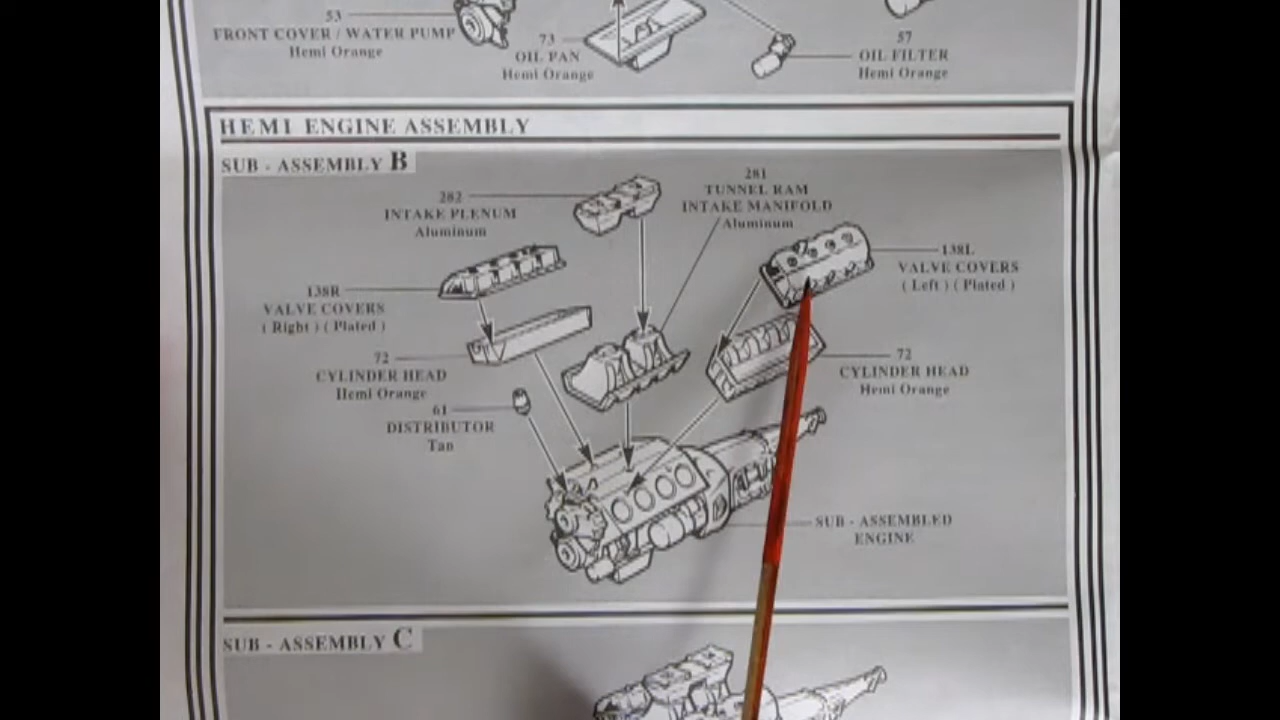 53
FRONT COVER / WATER PUMP
Hemi Orange
73
OIL PAN
Hemi Orange
57
OIL FILTER
Hemi Orange
HEMI ENGINE ASSEMBLY
SUB - ASSEMBLY B
282
INTAKE PLENUM
Aluminum
281
TUNNEL RAM
INTAKE MANIFOLD
Aluminum
138L
VALVE COVERS
( Left ) ( Plated )
138R
VALVE COVERS
( Right ) ( Plated )
72
CYLINDER HEAD
Hemi Orange
72
CYLINDER HEAD
Hemi Orange
61
DISTRIBUTOR
Tan
SUB - ASSEMBLED
ENGINE
SUB - ASSEMBLY C